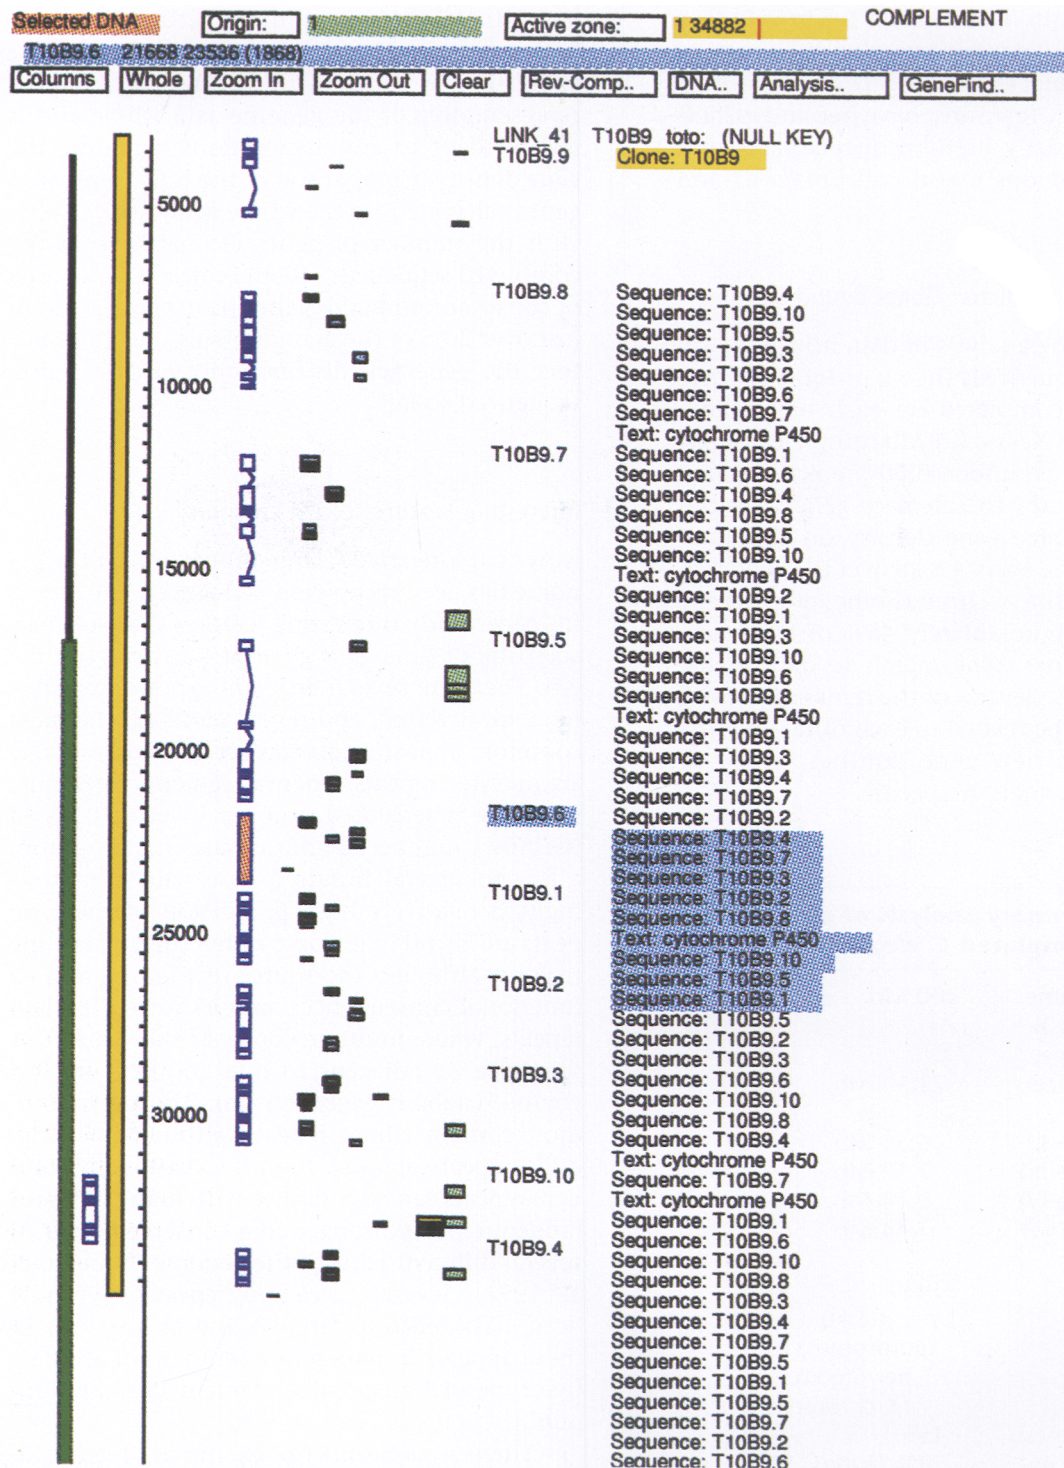 Selected DNA Origin: 1 Active zone: 1 34882 COMPLEMENT
T10B9.6 21668 23536 (1868)
Columns Whole Zoom In Zoom Out Clear Rev-Comp.. DNA.. Analysis.. GeneFind..
LINK_41 T10B9 toto: (NULL KEY)
T10B9.9 Clone: T10B9
5000
T10B9.8 Sequence: T10B9.4
Sequence: T10B9.10
Sequence: T10B9.5
Sequence: T10B9.3
10000 Sequence: T10B9.2
Sequence: T10B9.6
Sequence: T10B9.7
Text: cytochrome P450
T10B9.7 Sequence: T10B9.1
Sequence: T10B9.6
Sequence: T10B9.4
Sequence: T10B9.8
Sequence: T10B9.5
Sequence: T10B9.10
15000 Text: cytochrome P450
Sequence: T10B9.2
Sequence: T10B9.1
T10B9.5 Sequence: T10B9.3
Sequence: T10B9.10
Sequence: T10B9.6
Sequence: T10B9.8
Text: cytochrome P450
Sequence: T10B9.1
20000 Sequence: T10B9.3
Sequence: T10B9.4
Sequence: T10B9.7
T10B9.6 Sequence: T10B9.2
Sequence: T10B9.4
Sequence: T10B9.7
Sequence: T10B9.3
T10B9.1 Sequence: T10B9.2
Sequence: T10B9.8
25000 Text: cytochrome P450
Sequence: T10B9.10
T10B9.2 Sequence: T10B9.5
Sequence: T10B9.1
Sequence: T10B9.5
Sequence: T10B9.2
Sequence: T10B9.3
T10B9.3 Sequence: T10B9.6
Sequence: T10B9.10
30000 Sequence: T10B9.8
Sequence: T10B9.4
Text: cytochrome P450
T10B9.10 Sequence: T10B9.7
Text: cytochrome P450
Sequence: T10B9.1
T10B9.4 Sequence: T10B9.6
Sequence: T10B9.10
Sequence: T10B9.8
Sequence: T10B9.3
Sequence: T10B9.4
Sequence: T10B9.7
Sequence: T10B9.5
Sequence: T10B9.1
Sequence: T10B9.5
Sequence: T10B9.7
Sequence: T10B9.2
Sequence: T10B9.6